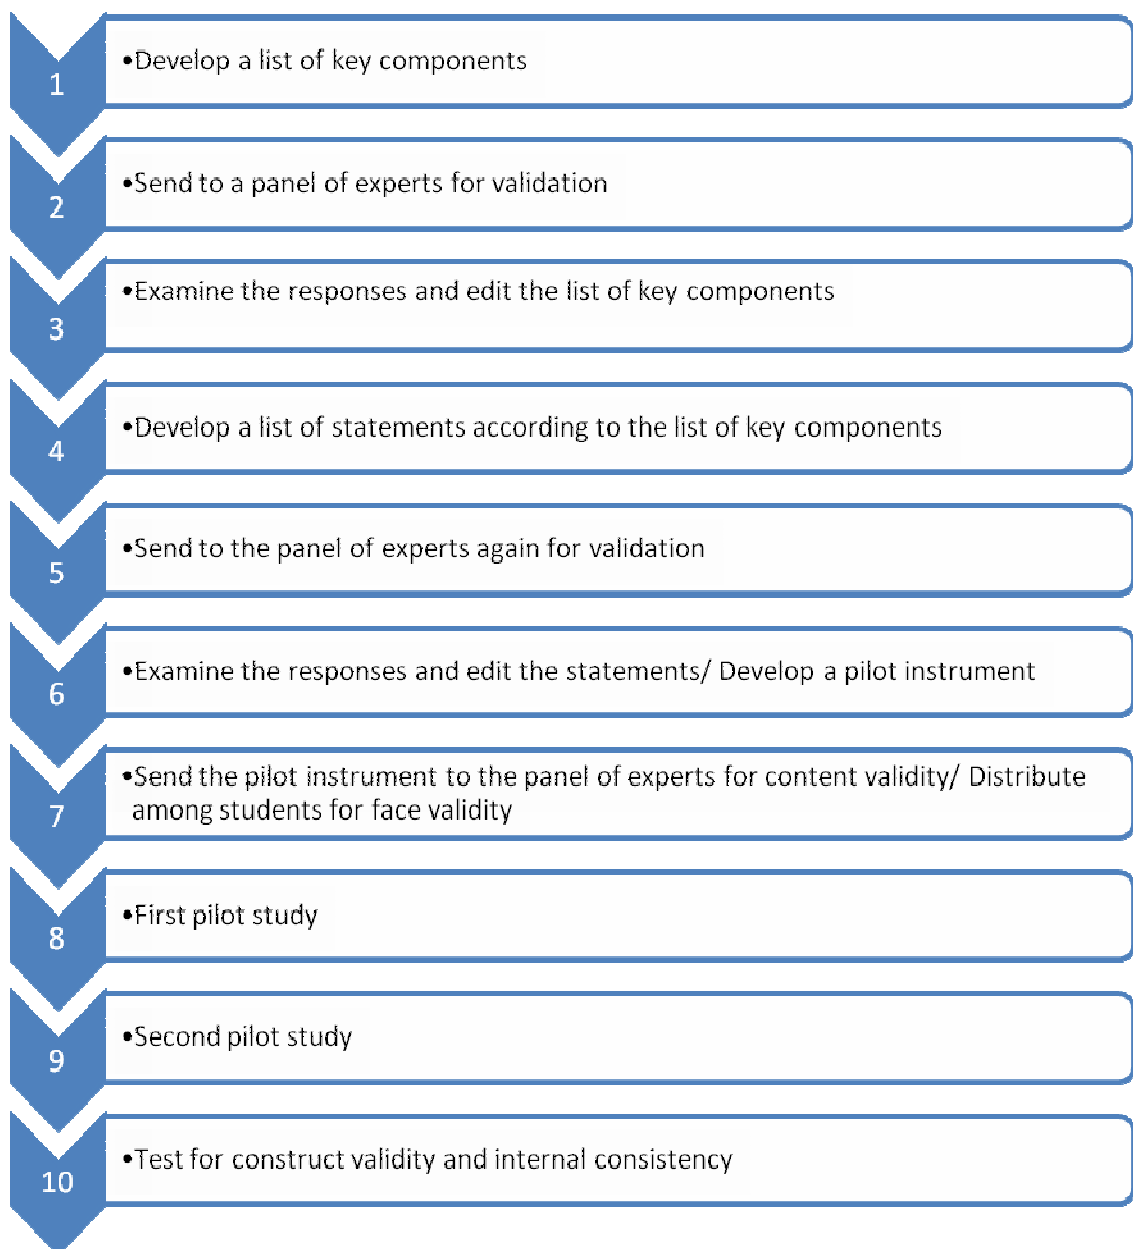 1
•Develop a list of key components
2
•Send to a panel of experts for validation
3
•Examine the responses and edit the list of key components
4
•Develop a list of statements according to the list of key components
5
•Send to the panel of experts again for validation
6
•Examine the responses and edit the statements/ Develop a pilot instrument
7
•Send the pilot instrument to the panel of experts for content validity/ Distribute
among students for face validity
8
•First pilot study
9
•Second pilot study
10
•Test for construct validity and internal consistency